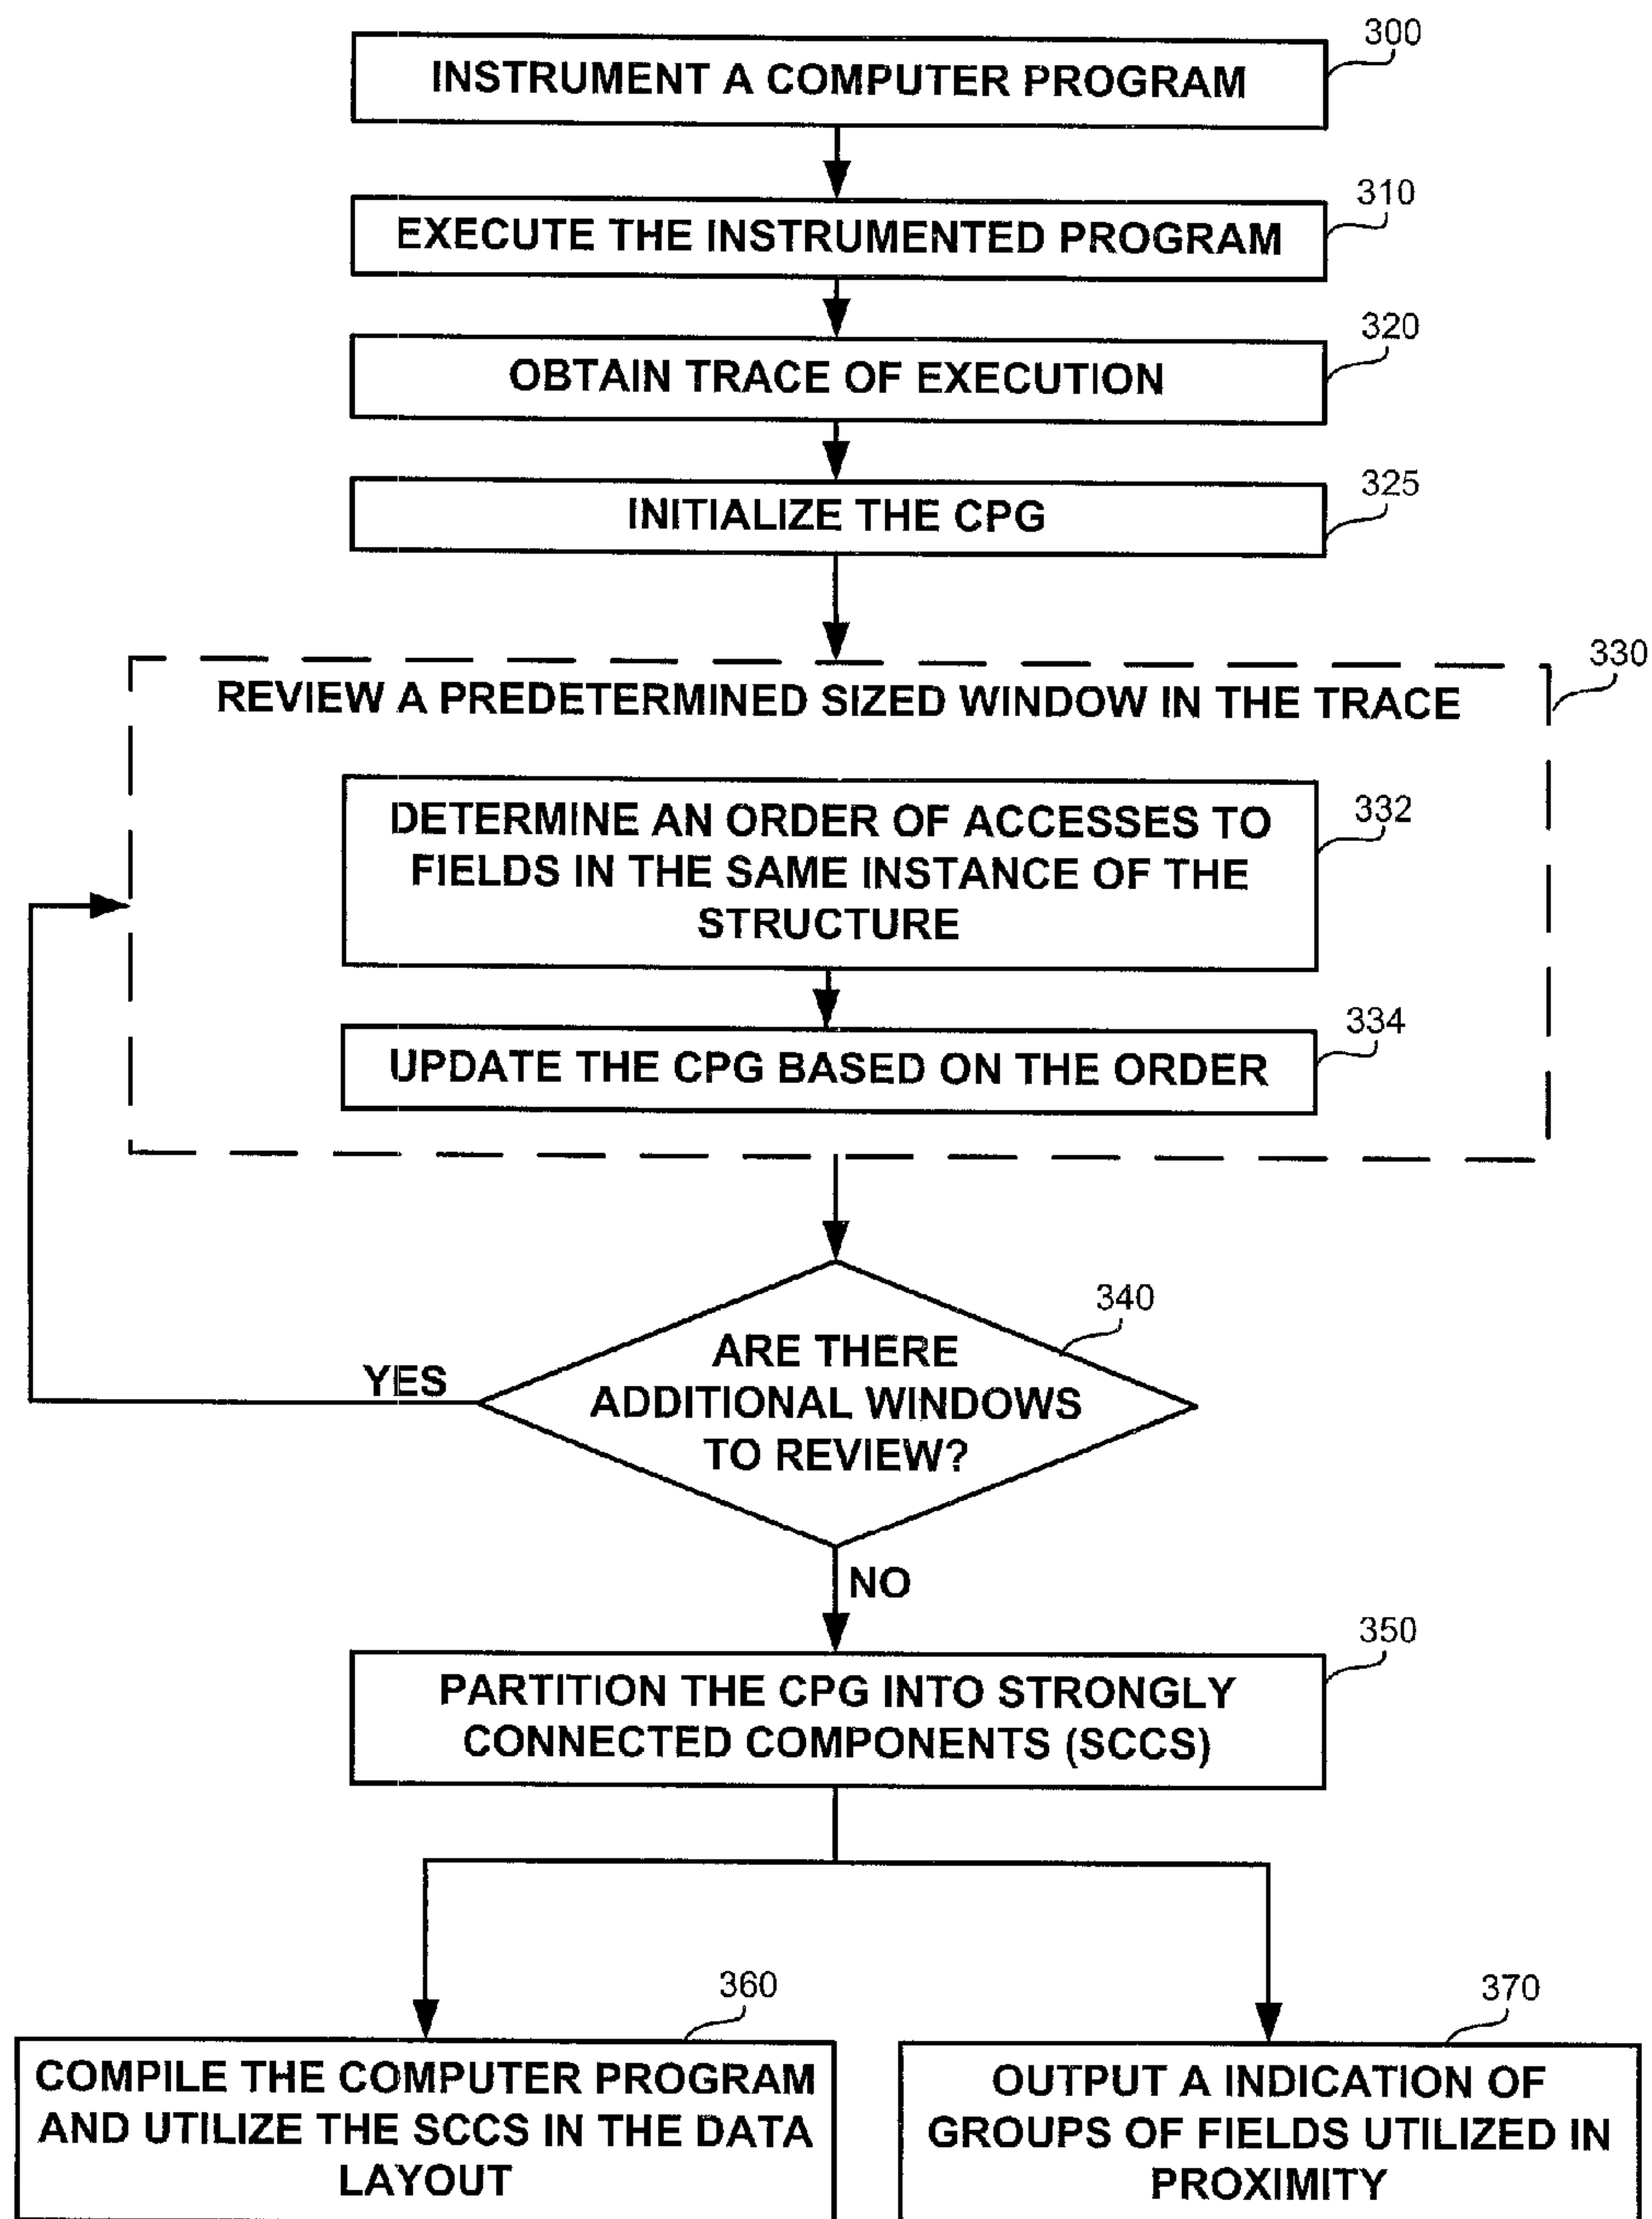 300
INSTRUMENT A COMPUTER PROGRAM
310
EXECUTE THE INSTRUMENTED PROGRAM
320
OBTAIN TRACE OF EXECUTION
325
INITIALIZE THE CPG
330
REVIEW A PREDETERMINED SIZED WINDOW IN THE TRACE
332
DETERMINE AN ORDER OF ACCESSES TO
FIELDS IN THE SAME INSTANCE OF THE
STRUCTURE
334
UPDATE THE CPG BASED ON THE ORDER
340
ARE THERE
ADDITIONAL WINDOWS
TO REVIEW?
YES
NO
350
PARTITION THE CPG INTO STRONGLY
CONNECTED COMPONENTS (SCCS)
360
COMPILE THE COMPUTER PROGRAM
AND UTILIZE THE SCCS IN THE DATA
LAYOUT
370
OUTPUT A INDICATION OF
GROUPS OF FIELDS UTILIZED IN
PROXIMITY